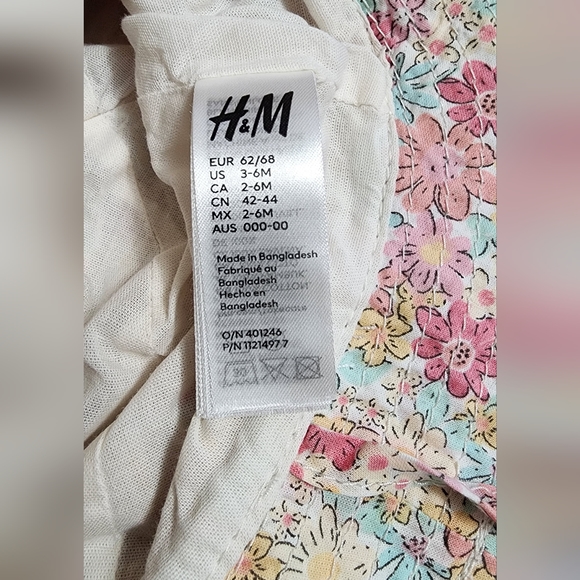 H&M
EUR 62/68
US 3-6M
CA 2-6M
CN 42-44
MX 2-6M
AUS 000-00
Made in Bangladesh
Fabriqué au
Bangladesh
Hecho en
Bangladesh
O/N 401246
P/N 1121497 7
30